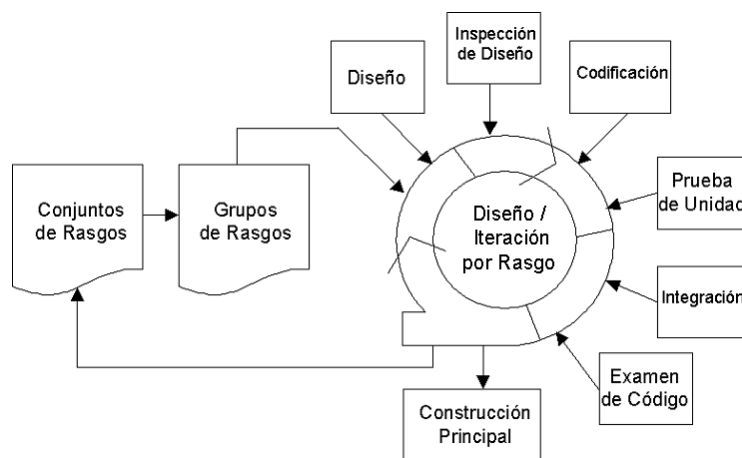 Inspección
de Diseño
Diseño
Codificación
Conjuntos
de Rasgos
Grupos
de Rasgos
Diseño /
Iteración
por Rasgo
Prueba
de Unidad
Integración
Examen
de Código
Construcción
Principal